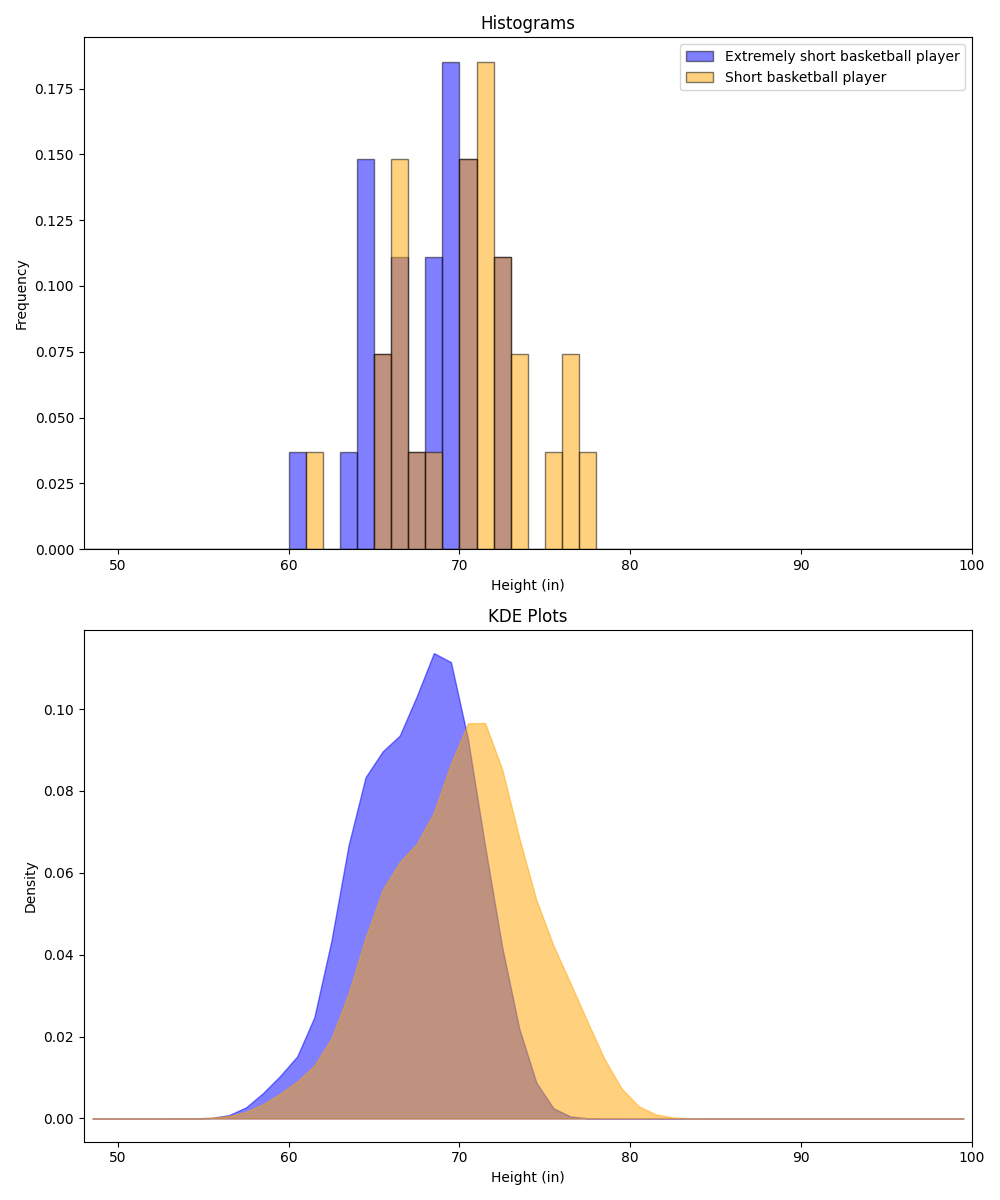 Histograms
Extremely short basketball player
Short basketball player
Frequency
0.175
0.150
0.125
0.100
0.075
0.050
0.025
0.000
50 60 70 80 90 100
Height (in)
KDE Plots
Density
0.10
0.08
0.06
0.04
0.02
0.00
50 60 70 80 90 100
Height (in)